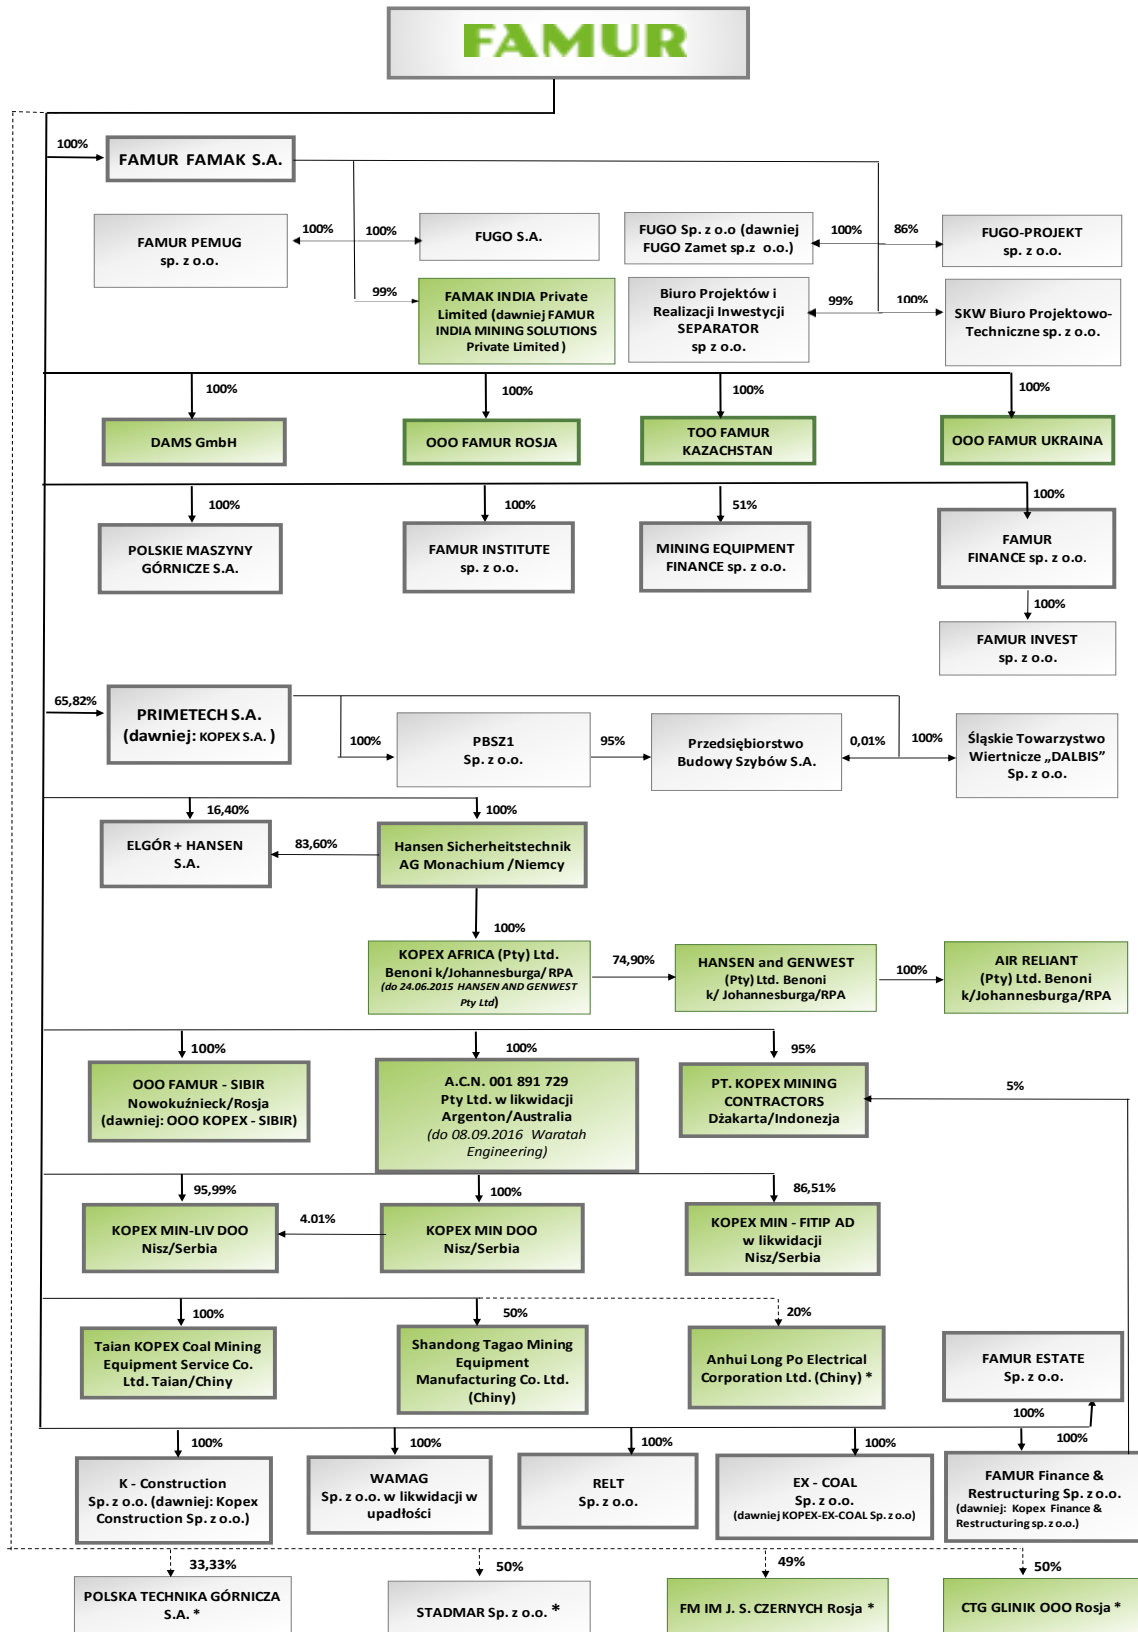 FAMUR
100%
FAMUR FAMAK S.A.
FAMUR PEMUG
sp. z o.o.
100%
100%
FUGO S.A.
FUGO Sp. z o.o (dawniej
FUGO Zamet sp.z o.o.)
100%
86%
FUGO-PROJEKT
sp. z o.o.
99%
FAMAK INDIA Private
Limited (dawniej FAMUR
INDIA MINING SOLUTIONS
Private Limited )
Biuro Projektów i
Realizacji Inwestycji
SEPARATOR
sp z o.o.
99%
100%
SKW Biuro Projektowo-
Techniczne sp. z o.o.
100%
100%
100%
100%
DAMS GmbH
OOO FAMUR ROSJA
TOO FAMUR
KAZACHSTAN
OOO FAMUR UKRAINA
100%
100%
51%
100%
POLSKIE MASZYNY
GÓRNICZE S.A.
FAMUR INSTITUTE
sp. z o.o.
MINING EQUIPMENT
FINANCE sp. z o.o.
FAMUR
FINANCE sp. z o.o.
100%
FAMUR INVEST
sp. z o.o.
65,82%
PRIMETECH S.A.
(dawniej: KOPEX S.A. )
100%
PBSZ1
Sp. z o.o.
95%
Przedsiębiorstwo
Budowy Szybów S.A.
0,01%
100%
Śląskie Towarzystwo
Wiertnicze „DALBIS”
Sp. z o.o.
16,40%
100%
ELGÓR + HANSEN
S.A.
83,60%
Hansen Sicherheitstechnik
AG Monachium /Niemcy
100%
KOPEX AFRICA (Pty) Ltd.
Benoni k/Johannesburga/ RPA
(do 24.06.2015 HANSEN AND GENWEST
Pty Ltd)
74,90%
HANSEN and GENWEST
(Pty) Ltd. Benoni
k/ Johannesburga/RPA
100%
AIR RELIANT
(Pty) Ltd. Benoni
k/Johannesburga/RPA
100%
100%
95%
OOO FAMUR - SIBIR
Nowokuźnieck/Rosja
(dawniej: OOO KOPEX - SIBIR)
A.C.N. 001 891 729
Pty Ltd. w likwidacji
Argenton/Australia
(do 08.09.2016 Waratah
Engineering)
PT. KOPEX MINING
CONTRACTORS
Dżakarta/Indonezja
5%
95,99%
100%
86,51%
KOPEX MIN-LIV DOO
Nisz/Serbia
4.01%
KOPEX MIN DOO
Nisz/Serbia
KOPEX MIN - FITIP AD
w likwidacji
Nisz/Serbia
100%
50%
20%
Taian KOPEX Coal Mining
Equipment Service Co.
Ltd. Taian/Chiny
Shandong Tagao Mining
Equipment
Manufacturing Co. Ltd.
(Chiny)
Anhui Long Po Electrical
Corporation Ltd. (Chiny) *
FAMUR ESTATE
Sp. z o.o.
100%
100%
100%
100%
100%
100%
K - Construction
Sp. z o.o. (dawniej: Kopex
Construction Sp. z o.o.)
WAMAG
Sp. z o.o. w likwidacji w
upadłości
RELT
Sp. z o.o.
EX - COAL
Sp. z o.o.
(dawniej KOPEX-EX-COAL Sp. z o.o)
FAMUR Finance &
Restructuring Sp. z o.o.
(dawniej: Kopex Finance &
Restructuring sp. z o.o.)
33,33%
50%
49%
50%
POLSKA TECHNIKA GÓRNICZA
S.A. *
STADMAR Sp. z o.o. *
FM IM J. S. CZERNYCH Rosja *
CTG GLINIK OOO Rosja *